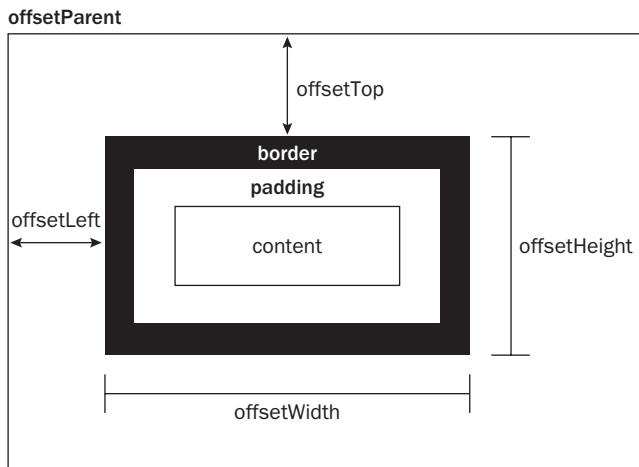 offsetParent
offsetTop
border
padding
offsetLeft
content
offsetHeight
offsetWidth